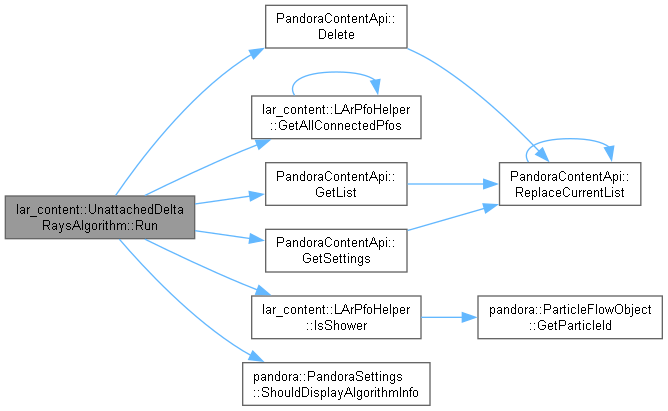 lar_content::UnattachedDelta
RaysAlgorithm::Run
PandoraContentApi::
Delete
lar_content::LArPfoHelper
::GetAllConnectedPfos
PandoraContentApi::
GetList
PandoraContentApi::
GetSettings
lar_content::LArPfoHelper
::IsShower
pandora::PandoraSettings
::ShouldDisplayAlgorithmInfo
PandoraContentApi::
ReplaceCurrentList
pandora::ParticleFlowObject
::GetParticleId